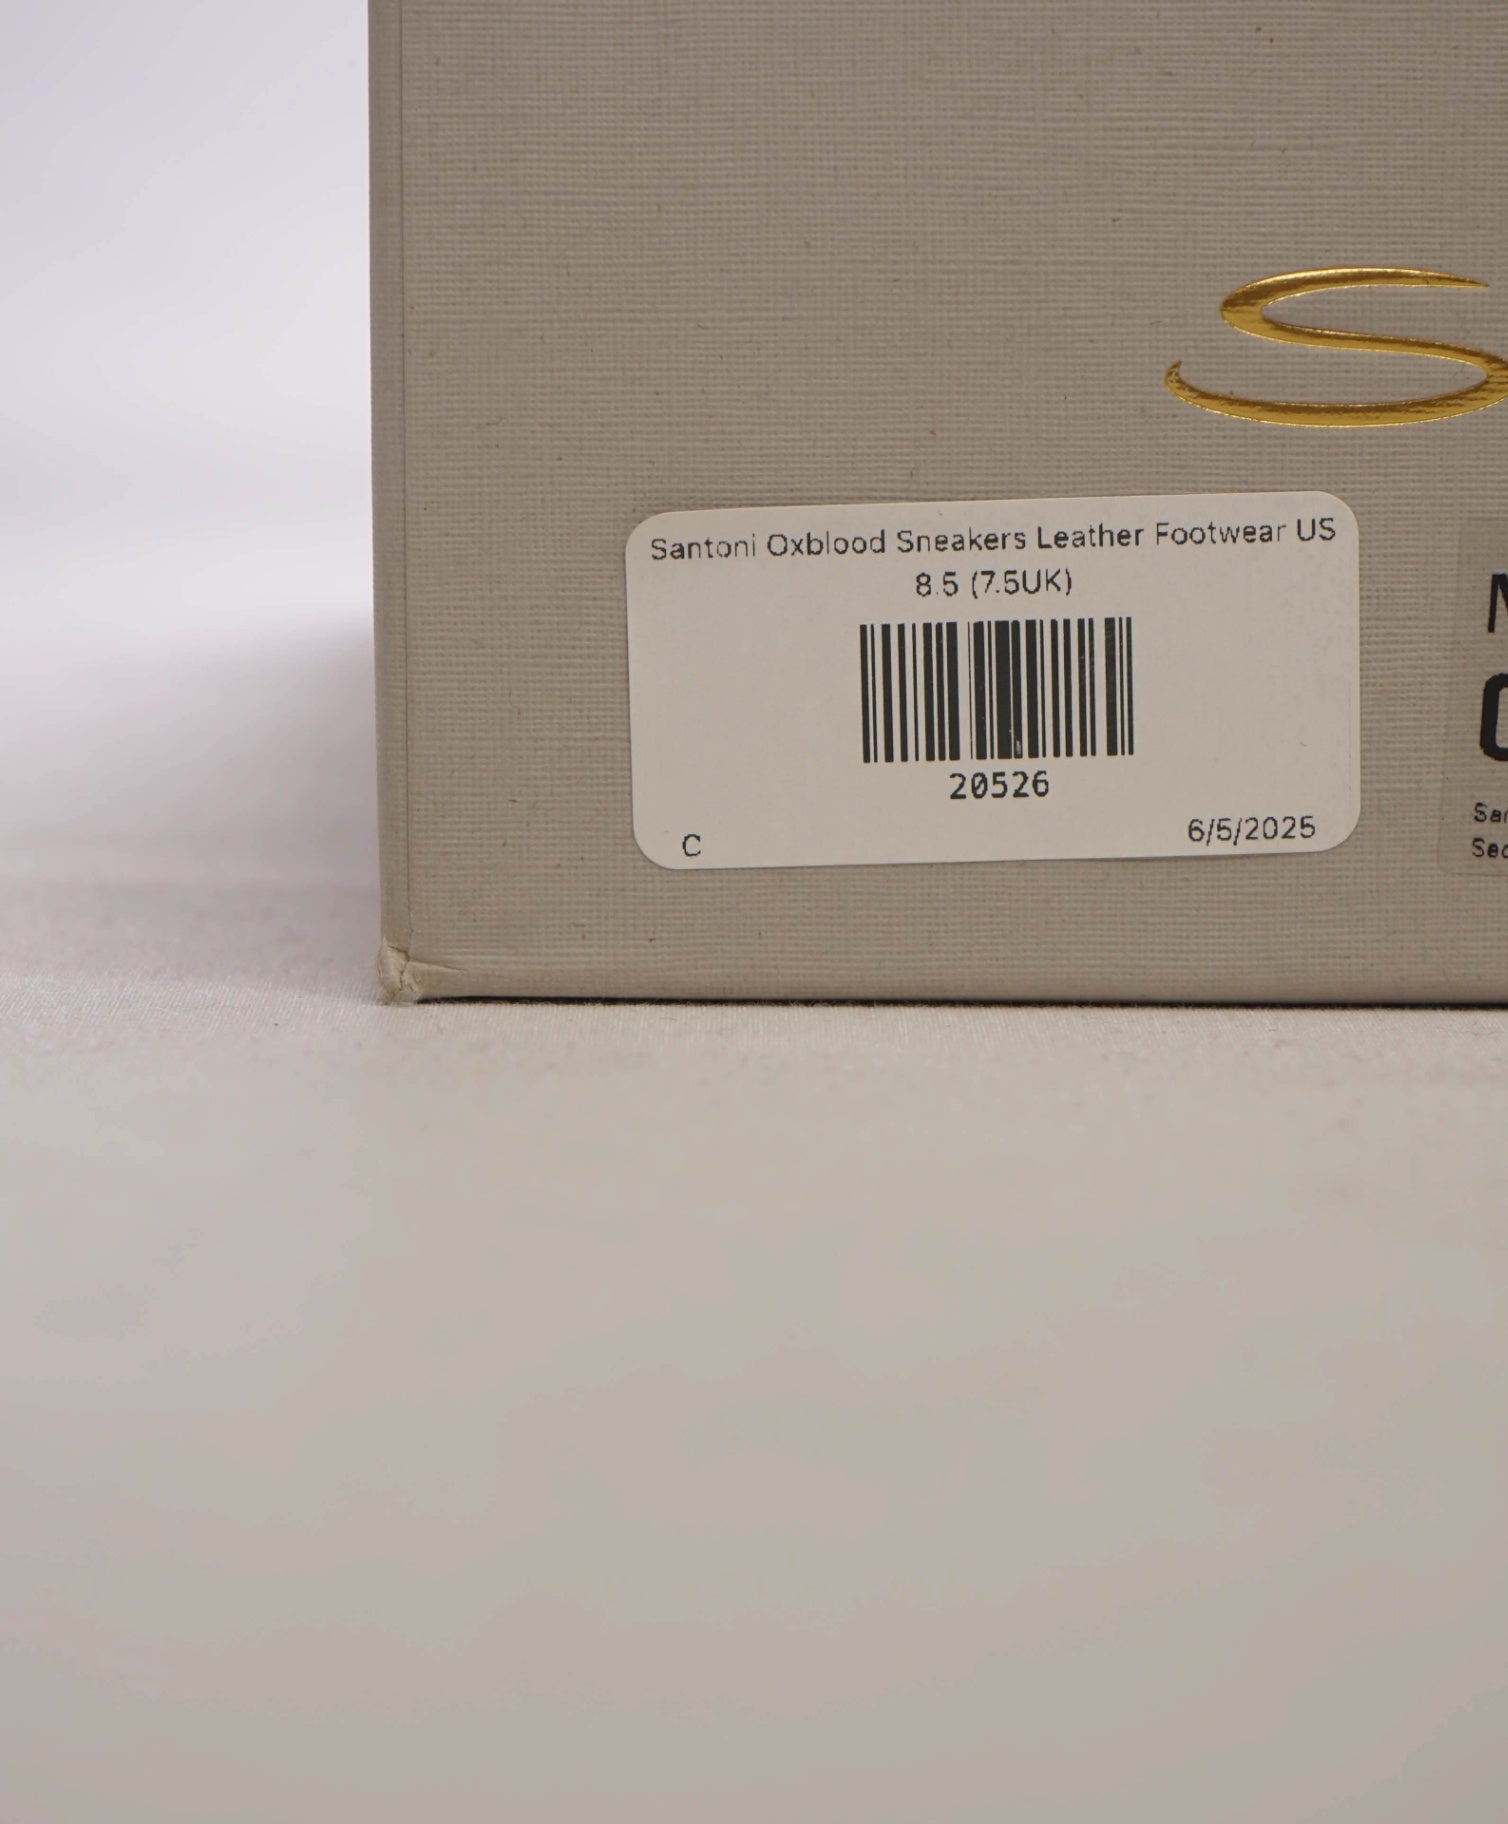 S
Santoni Oxblood Sneakers Leather Footwear US
8.5 (7.5UK)
20526
C
6/5/2025